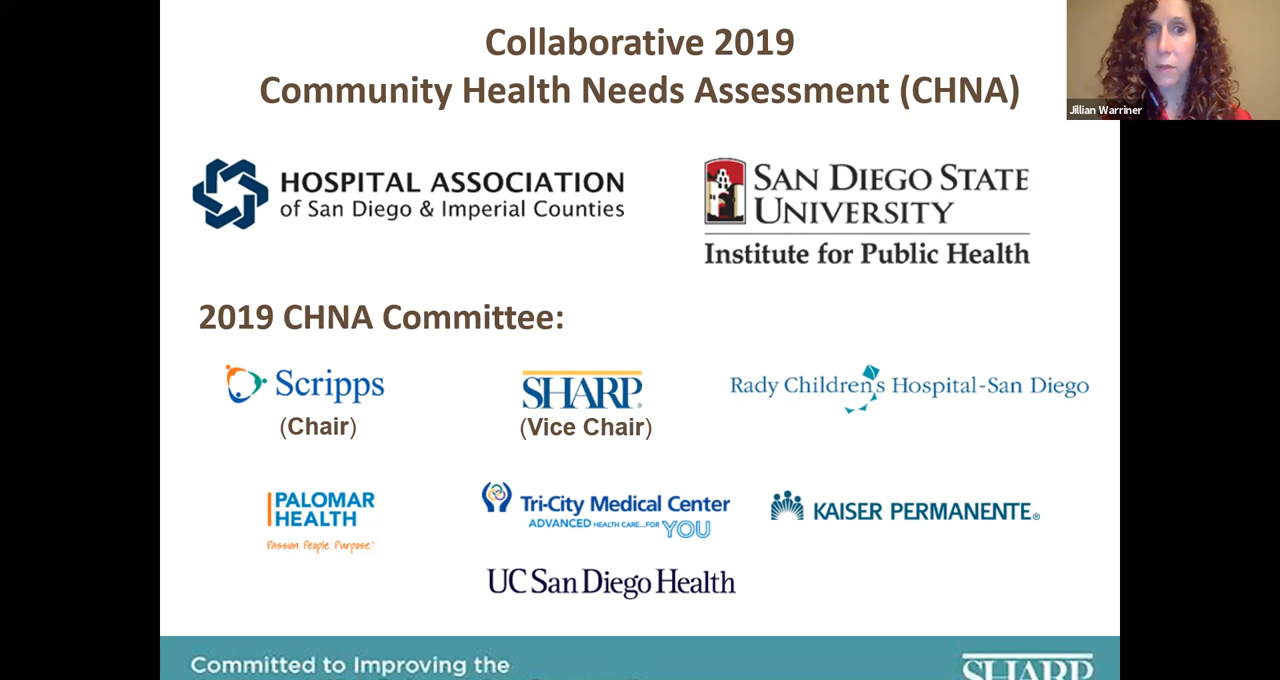 Collaborative 2019
Community Health Needs Assessment (CHNA)
Jillian Warriner
HOSPITAL ASSOCIATION
of San Diego & Imperial Counties
SAN DIEGO STATE
UNIVERSITY
Institute for Public Health
2019 CHNA Committee:
Scripps
(Chair)
SHARP®
(Vice Chair)
Rady Children's Hospital-San Diego
PALOMAR
HEALTH
Passion. People. Purpose.™
Tri-City Medical Center
ADVANCED HEALTH CARE...FOR YOU
KAISER PERMANENTE®
UC San Diego Health
Committed to Improving the
SHARP